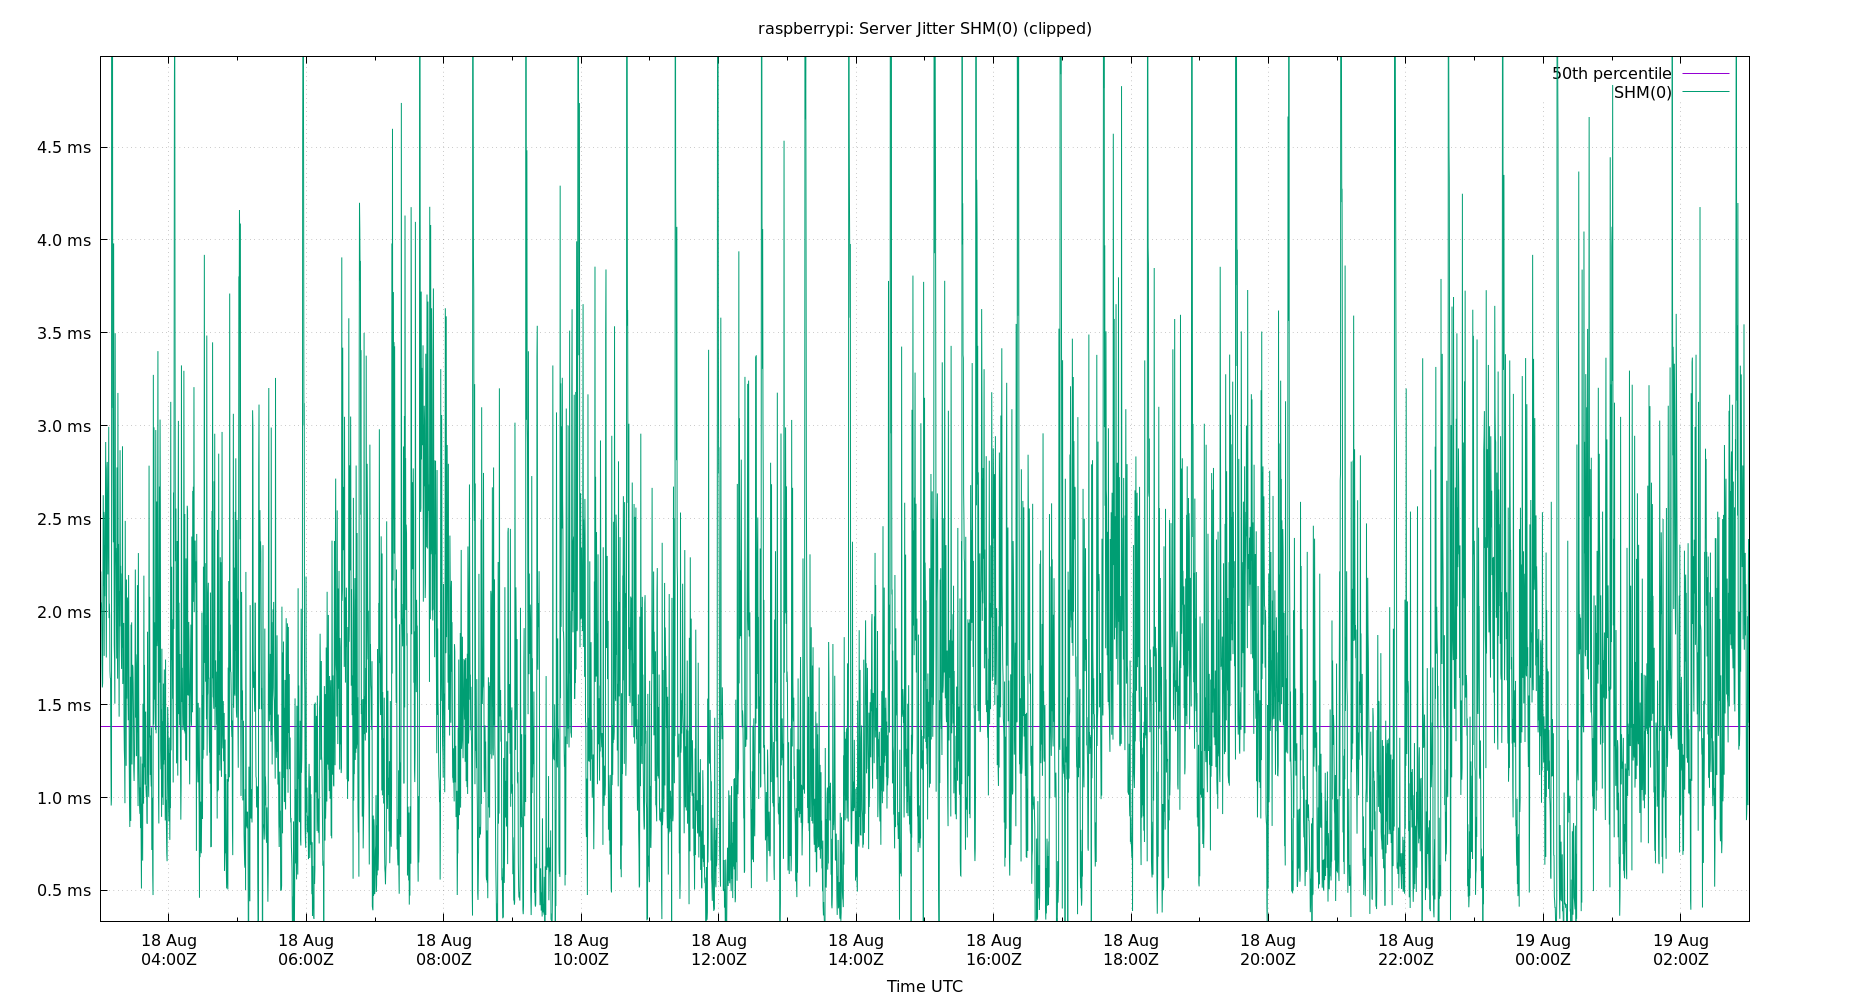 raspberrypi: Server Jitter SHM(0) (clipped)
50th percentile
SHM(0)
4.5 ms
4.0 ms
3.5 ms
3.0 ms
2.5 ms
2.0 ms
1.5 ms
1.0 ms
0.5 ms
18 Aug 18 Aug 18 Aug 18 Aug 18 Aug 18 Aug 18 Aug 18 Aug 18 Aug 18 Aug 19 Aug 19 Aug
04:00Z 06:00Z 08:00Z 10:00Z 12:00Z 14:00Z 16:00Z 18:00Z 20:00Z 22:00Z 00:00Z 02:00Z
Time UTC